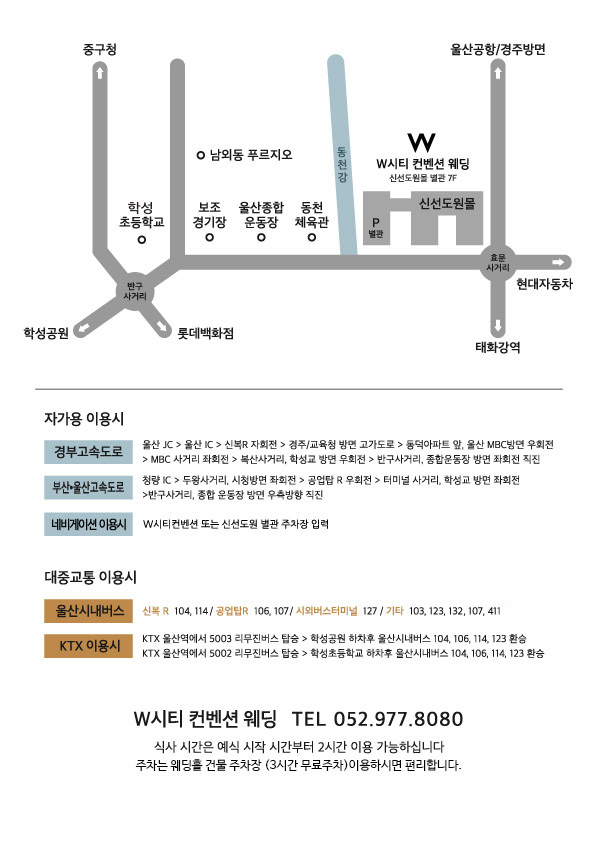 중구청
울산공항/경주방면
남외동 푸르지오
동천강
W
W시티 컨벤션 웨딩
신선도원몰 별관 7F
학성
초등학교
보조
경기장
울산종합
운동장
동천
체육관
P
별관
신선도원몰
반구
사거리
효문
사거리
현대자동차
학성공원
롯데백화점
태화강역
자가용 이용시
경부고속도로
울산 JC > 울산 IC > 신복R 자회전 > 경주/교육청 방면 고가도로 > 동덕아파트 앞, 울산 MBC방면 우회전
> MBC 사거리 좌회전 > 복산사거리, 학성교 방면 우회전 > 반구사거리, 종합운동장 방면 좌회전 직진
부산▪울산고속도로
청량 IC > 두왕사거리, 시청방면 좌회전 > 공업탑 R 우회전 > 터미널 사거리, 학성교 방면 좌회전
>반구사거리, 종합 운동장 방면 우측방향 직진
네비게이션 이용시
W시티컨벤션 또는 신선도원 별관 주차장 입력
대중교통 이용시
울산시내버스
신복 R 104, 114 / 공업탑R 106, 107/ 시외버스터미널 127 / 기타 103, 123, 132, 107, 411
KTX 이용시
KTX 울산역에서 5003 리무진버스 탑승 > 학성공원 하차후 울산시내버스 104, 106, 114, 123 환승
KTX 울산역에서 5002 리무진버스 탑승 > 학성초등학교 하차후 울산시내버스 104, 106, 114, 123 환승
W시티 컨벤션 웨딩 TEL 052.977.8080
식사 시간은 예식 시작 시간부터 2시간 이용 가능하십니다
주차는 웨딩홀 건물 주차장 (3시간 무료주차)이용하시면 편리합니다.